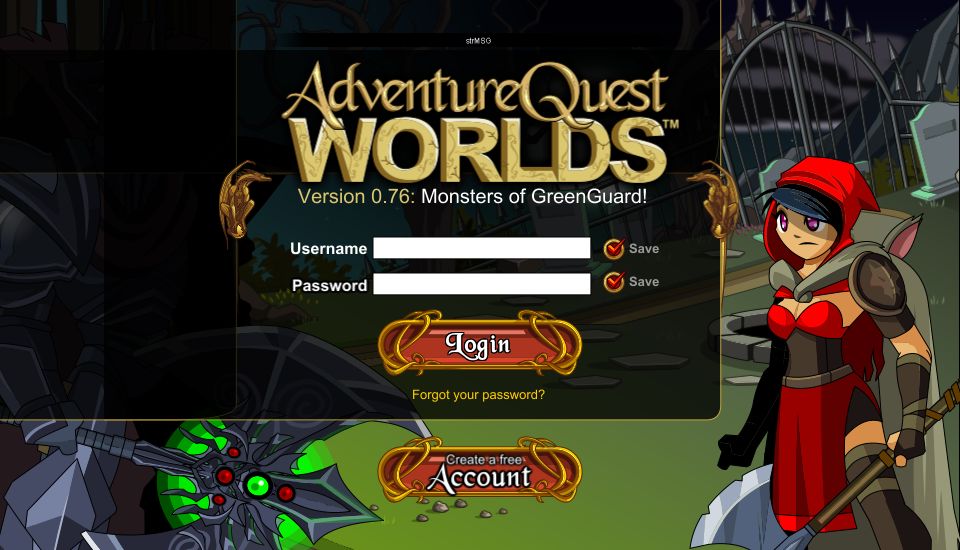 strMSG
AdventureQuest
WORLDS™
Version 0.76: Monsters of GreenGuard!
Username
Save
Password
Save
Login
Forgot your password?
Create a free
Account